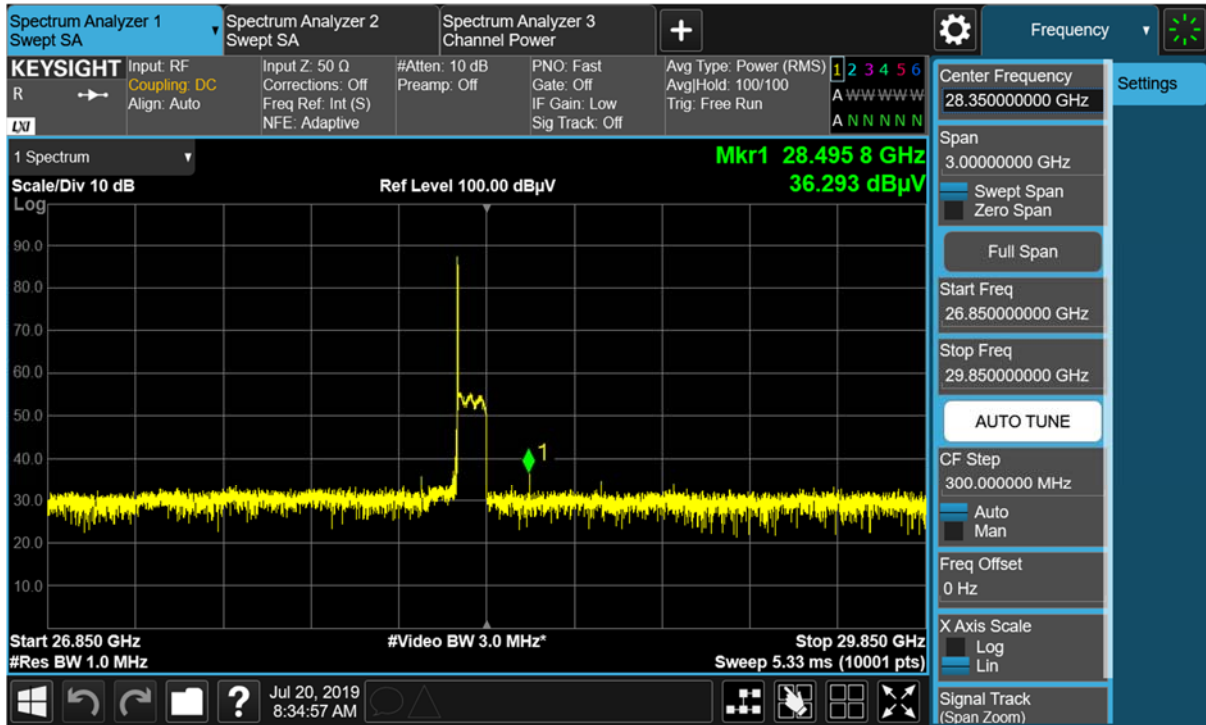 Spectrum Analyzer 1
Swept SA
Spectrum Analyzer 2
Swept SA
Spectrum Analyzer 3
Channel Power
Frequency
KEYSIGHT
R
LXI
Input: RF
Coupling: DC
Align: Auto
Input Z: 50 Ω
Corrections: Off
Freq Ref: Int (S)
NFE: Adaptive
#Atten: 10 dB
Preamp: Off
PNO: Fast
Gate: Off
IF Gain: Low
Sig Track: Off
Avg Type: Power (RMS)
Avg|Hold: 100/100
Trig: Free Run
1 2 3 4 5 6
A W W W W W
A N N N N N
1 Spectrum
Mkr1 28.495 8 GHz
Scale/Div 10 dB
Ref Level 100.00 dBµV
36.293 dBµV
Log
90.0
80.0
70.0
60.0
50.0
40.0
30.0
20.0
10.0
1
Start 26.850 GHz
#Video BW 3.0 MHz*
Stop 29.850 GHz
#Res BW 1.0 MHz
Sweep 5.33 ms (10001 pts)
Jul 20, 2019
8:34:57 AM
Center Frequency
28.350000000 GHz
Settings
Span
3.00000000 GHz
Swept Span
Zero Span
Full Span
Start Freq
26.850000000 GHz
Stop Freq
29.850000000 GHz
AUTO TUNE
CF Step
300.000000 MHz
Auto
Man
Freq Offset
0 Hz
X Axis Scale
Log
Lin
Signal Track
(Span Zoom)